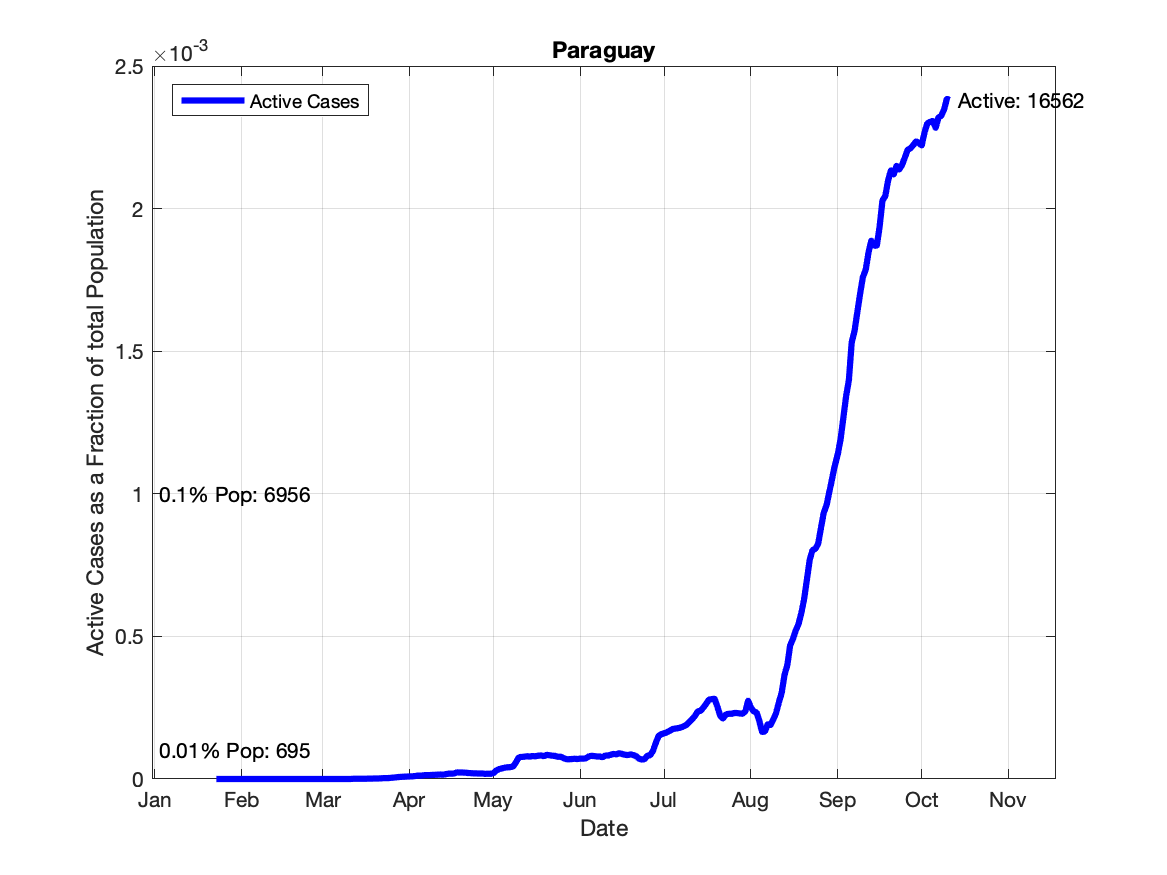 Paraguay
×10-3
2.5
2
1.5
1
0.5
0
Active Cases as a Fraction of total Population
Active Cases
Active: 16562
0.1% Pop: 6956
0.01% Pop: 695
Jan Feb Mar Apr May Jun Jul Aug Sep Oct Nov
Date